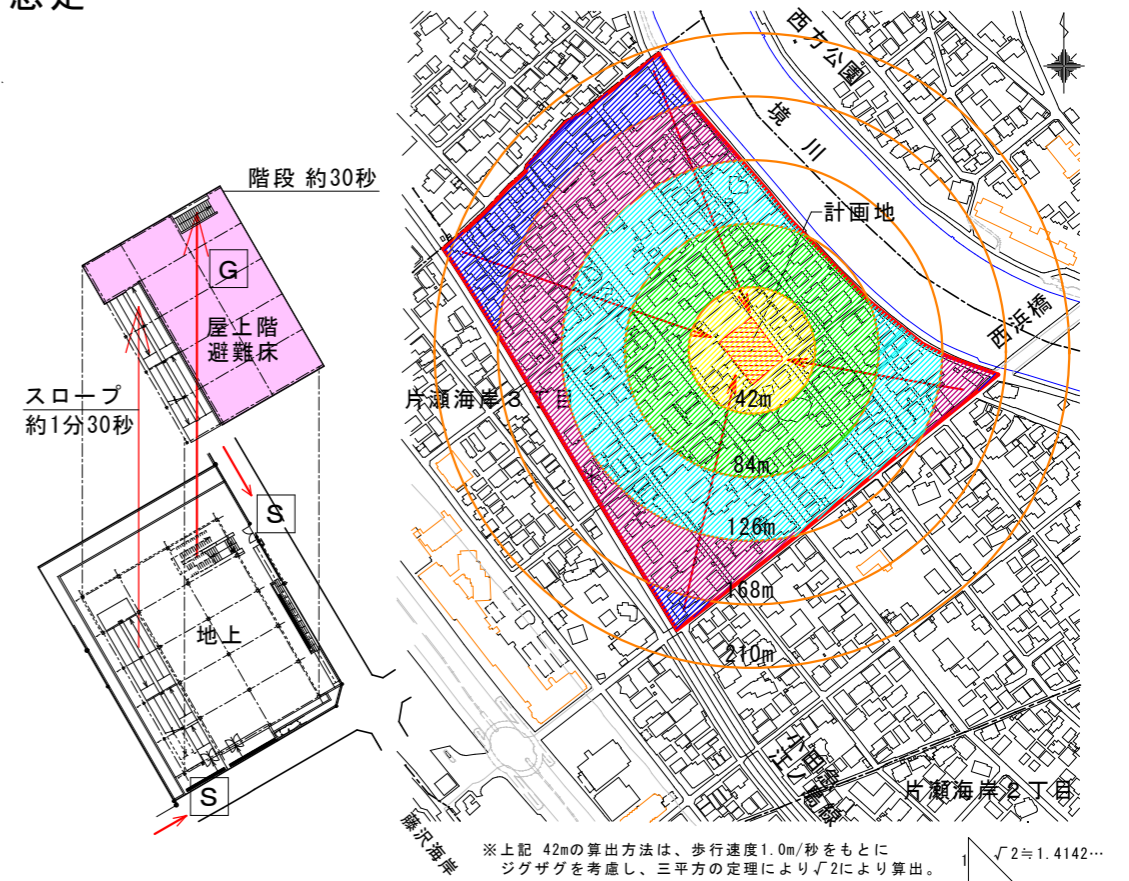 階段 約30秒
G
屋上階
避難床
スロープ
約1分30秒
S
地上
S
西方公園
境川
計画地
西浜橋
片瀬海岸3丁目
42m
84m
126m
168m
210m
小田急
江ノ島線
片瀬海岸2丁目
藤沢海岸
※上記 42mの算出方法は、歩行速度1.0m/秒をもとに
ジグザグを考慮し、三平方の定理により√2により算出。
1
√2≒1.4142…